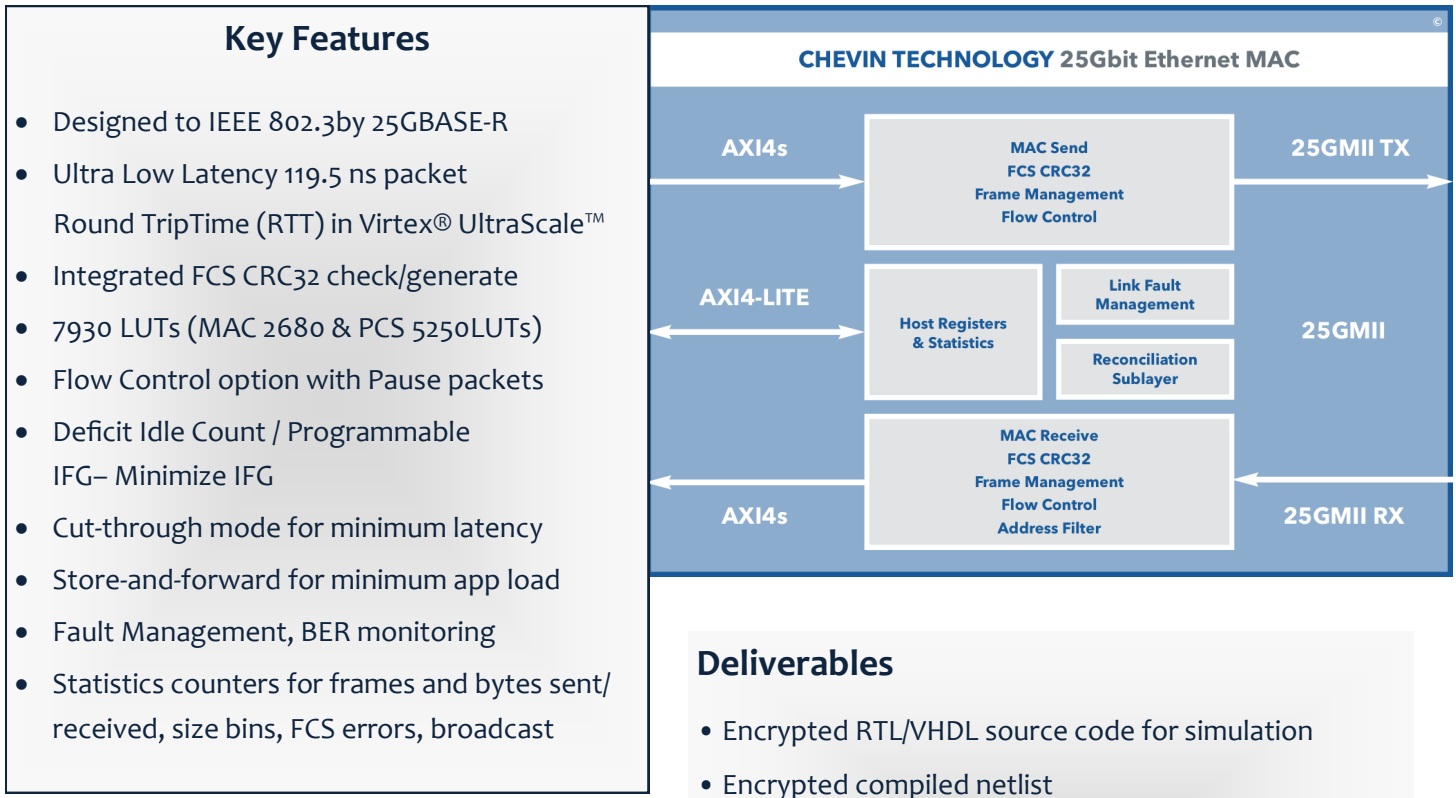 Key Features
• Designed to IEEE 802.3by 25GBASE-R
• Ultra Low Latency 119.5 ns packet
Round TripTime (RTT) in Virtex® UltraScale™
• Integrated FCS CRC32 check/generate
• 7930 LUTs (MAC 2680 & PCS 5250LUTs)
• Flow Control option with Pause packets
• Deficit Idle Count / Programmable
IFG– Minimize IFG
• Cut-through mode for minimum latency
• Store-and-forward for minimum app load
• Fault Management, BER monitoring
• Statistics counters for frames and bytes sent/
received, size bins, FCS errors, broadcast
©
CHEVIN TECHNOLOGY 25Gbit Ethernet MAC
AXI4s
MAC Send
FCS CRC32
Frame Management
Flow Control
25GMII TX
AXI4-LITE
Host Registers
& Statistics
Link Fault
Management
Reconciliation
Sublayer
25GMII
AXI4s
MAC Receive
FCS CRC32
Frame Management
Flow Control
Address Filter
25GMII RX
Deliverables
• Encrypted RTL/VHDL source code for simulation
• Encrypted compiled netlist